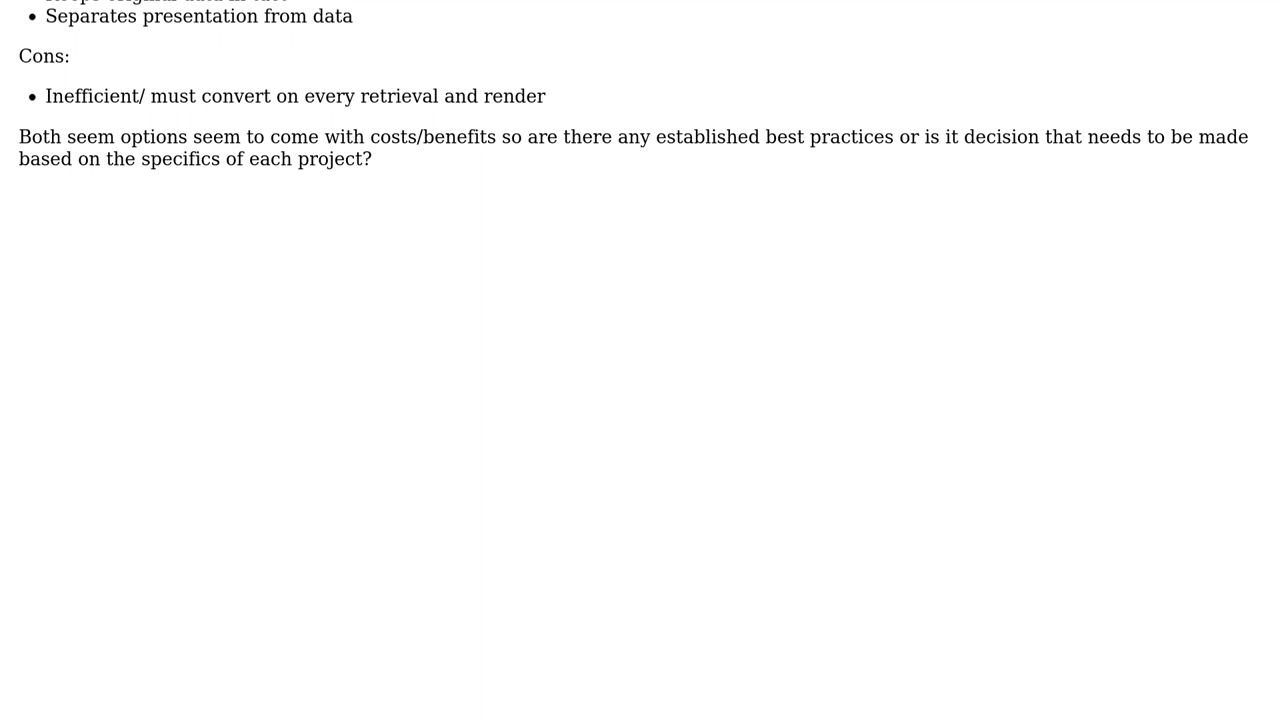 Separates presentation from data
Cons:
Inefficient/ must convert on every retrieval and render
Both seem options seem to come with costs/benefits so are there any established best practices or is it decision that needs to be made
based on the specifics of each project?